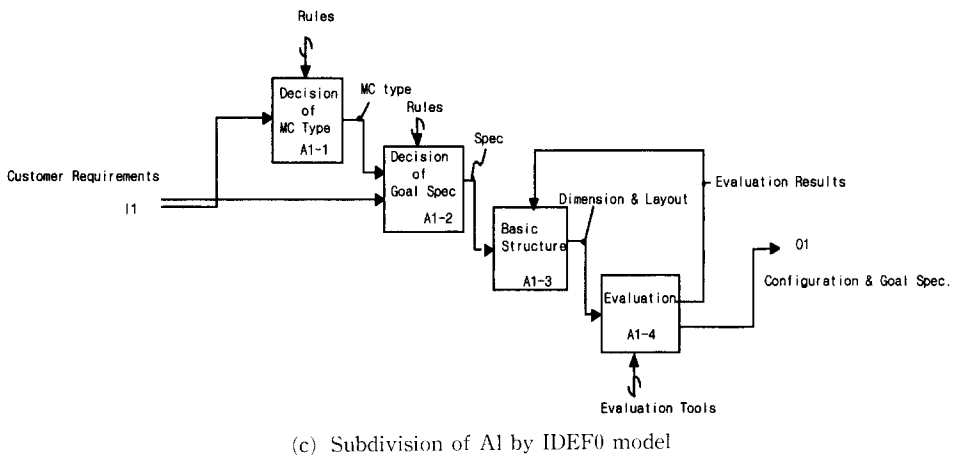 Rules
Decision
of
MC Type
A1-1
MC type
Rules
Decision
of
Goal Spec
A1-2
Spec
Customer Requirements
I1
Basic
Structure
A1-3
Dimension & Layout
Evaluation Results
Evaluation
A1-4
O1
Configuration & Goal Spec.
Evaluation Tools
(c) Subdivision of A1 by IDEF0 model